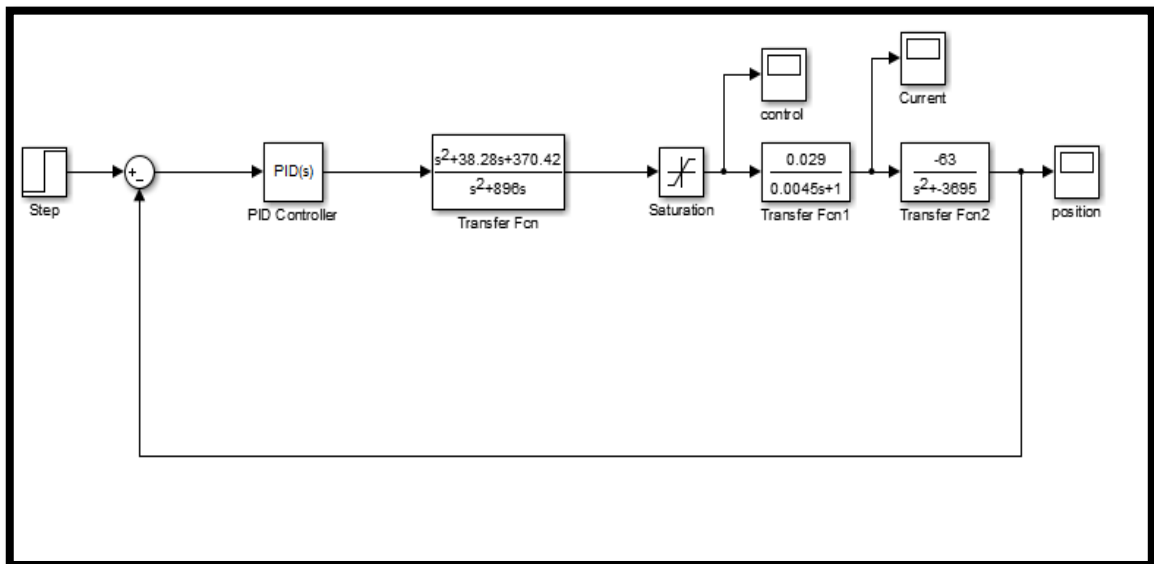 control
Current
Step
+
-
PID(s)
PID Controller
s²+38.28s+370.42
s²+896s
Transfer Fcn
Saturation
0.029
0.0045s+1
Transfer Fcn1
-63
s²+-3695
Transfer Fcn2
position